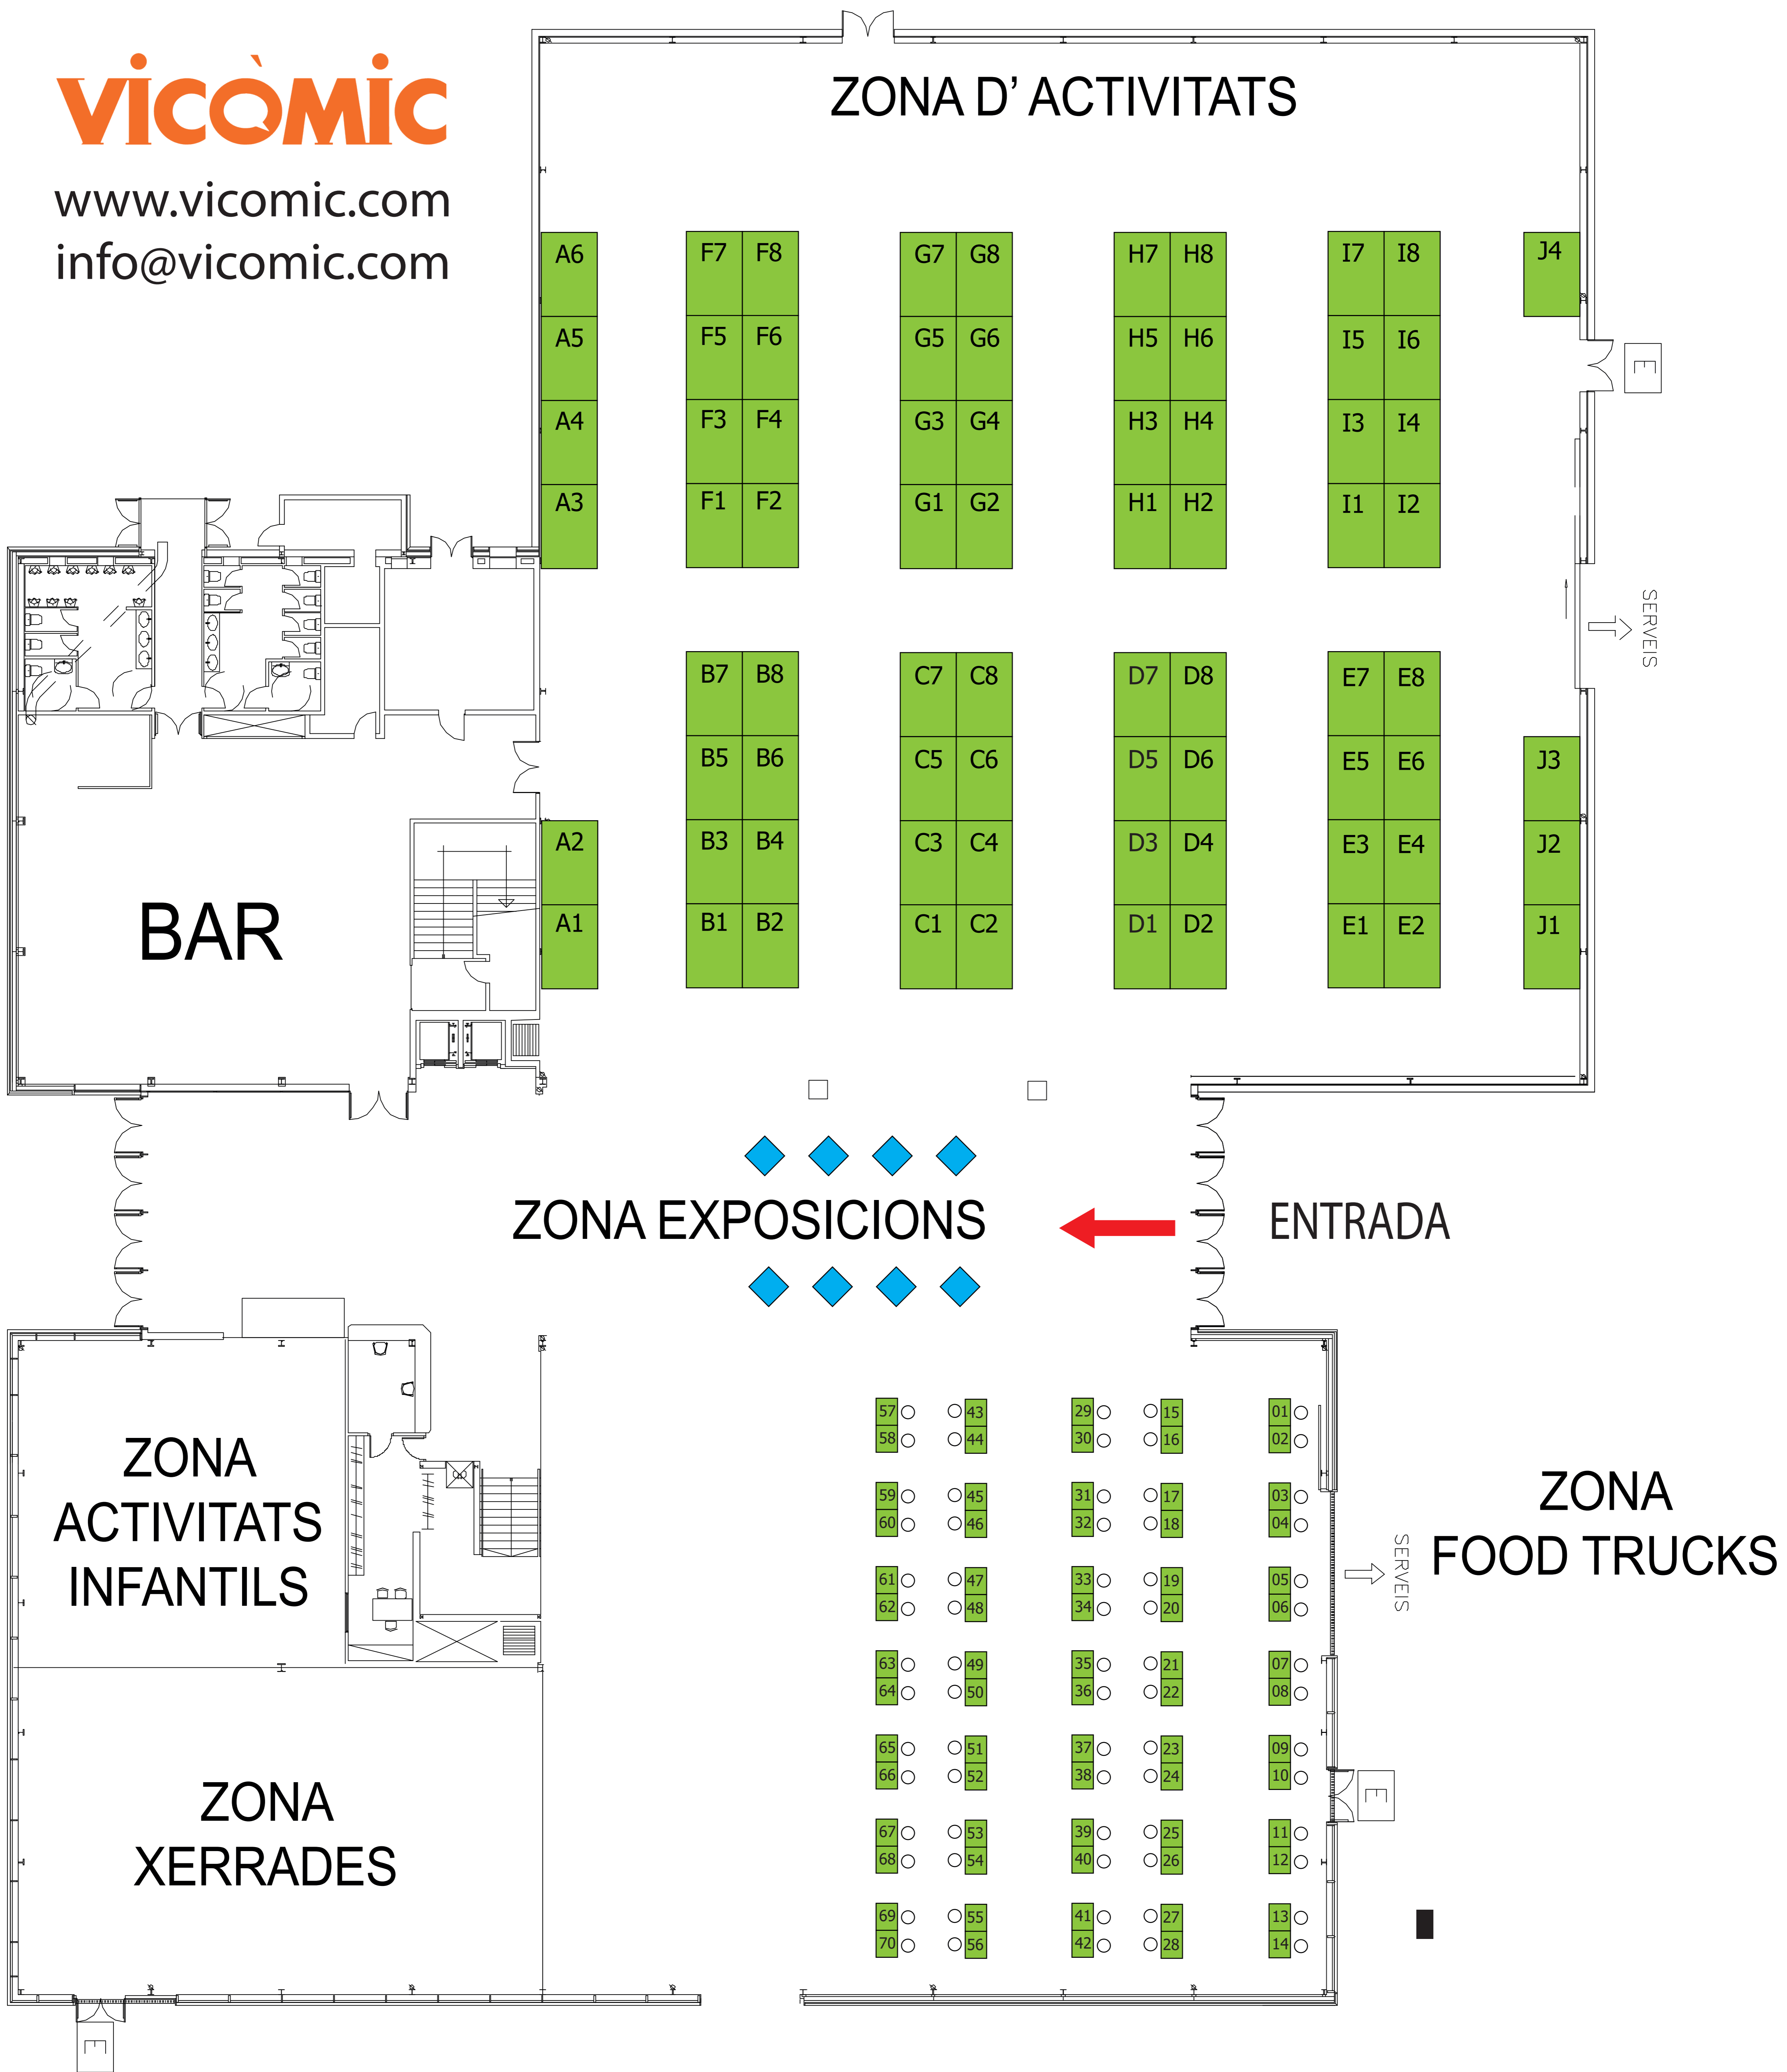 VICÒMIC
www.vicomic.com
info@vicomic.com
ZONA D' ACTIVITATS
A6 F7 F8 G7 G8 H7 H8 I7 I8 J4
A5 F5 F6 G5 G6 H5 H6 I5 I6
E
A4 F3 F4 G3 G4 H3 H4 I3 I4
A3 F1 F2 G1 G2 H1 H2 I1 I2
SERVEIS
B7 B8 C7 C8 D7 D8 E7 E8
B5 B6 C5 C6 D5 D6 E5 E6 J3
A2 B3 B4 C3 C4 D3 D4 E3 E4 J2
A1 B1 B2 C1 C2 D1 D2 E1 E2 J1
BAR
ZONA EXPOSICIONS
ENTRADA
ZONA
ACTIVITATS
INFANTILS
57 43 29 15 01
58 44 30 16 02
59 45 31 17 03
60 46 32 18 04
61 47 33 19 05
62 48 34 20 06
63 49 35 21 07
64 50 36 22 08
65 51 37 23 09
66 52 38 24 10
67 53 39 25 11
68 54 40 26 12
69 55 41 27 13
70 56 42 28 14
ZONA
FOOD TRUCKS
SERVEIS
E
ZONA
XERRADES
E